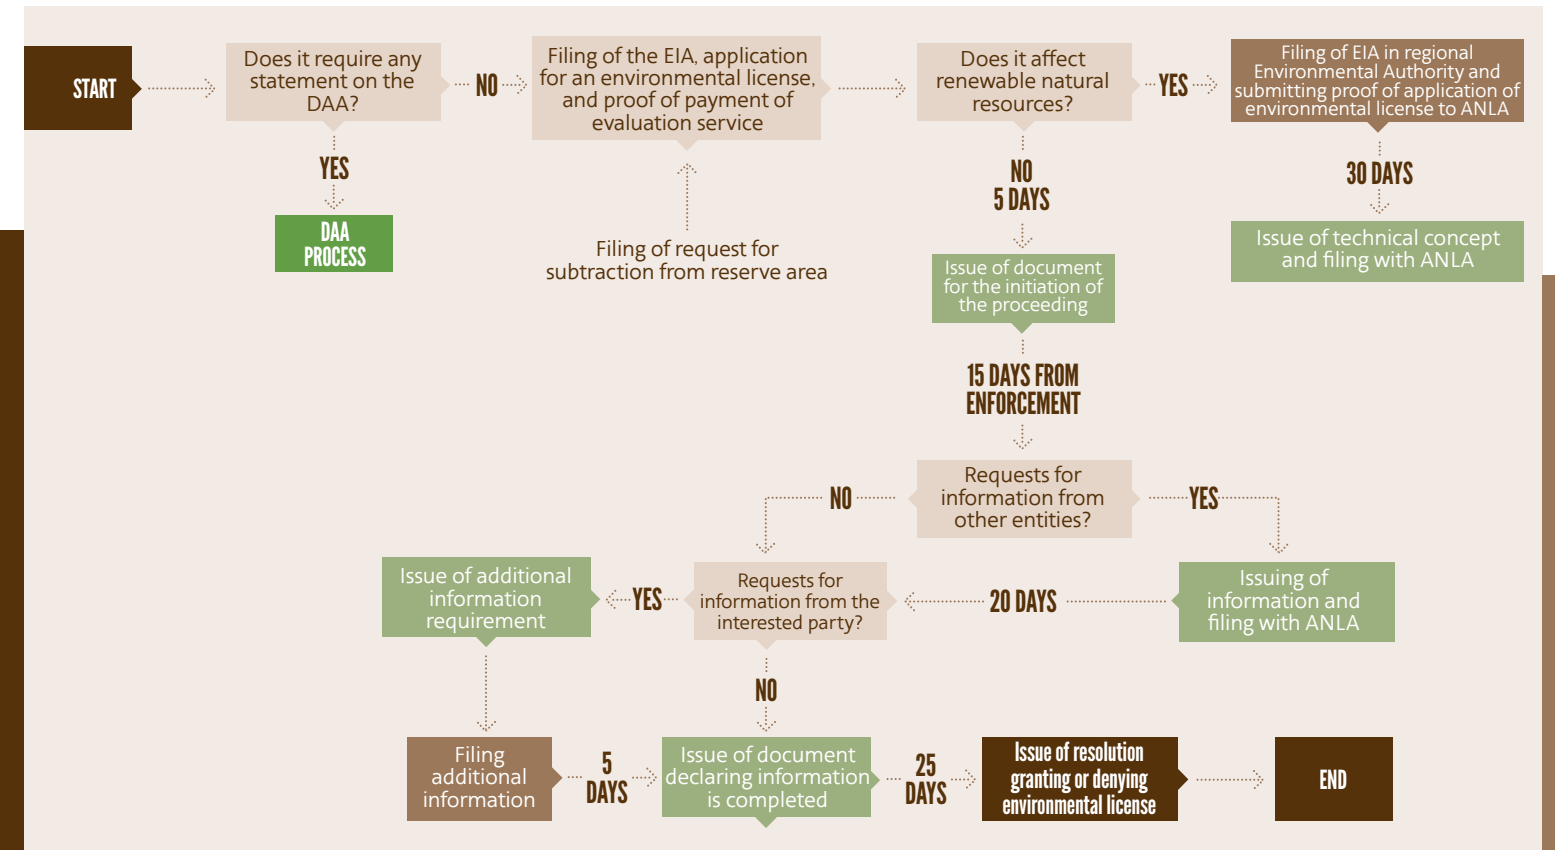 START
Does it require any
statement on the
DAA?
NO
Filing of the EIA, application
for an environmental license,
and proof of payment of
evaluation service
Does it affect
renewable natural
resources?
YES
Filing of EIA in regional
Environmental Authority and
submitting proof of application of
environmental license to ANLA
YES
DAA
PROCESS
Filing of request for
subtraction from reserve area
NO
5 DAYS
30 DAYS
Issue of technical concept
and filing with ANLA
Issue of document
for the initiation of
the proceeding
15 DAYS FROM
ENFORCEMENT
Requests for
information from
other entities?
NO
YES
Issue of additional
information
requirement
YES
Requests for
information from the
interested party?
20 DAYS
Issuing of
information and
filing with ANLA
NO
Filing
additional
information
5
DAYS
Issue of document
declaring information
is completed
25
DAYS
Issue of resolution
granting or denying
environmental license
END